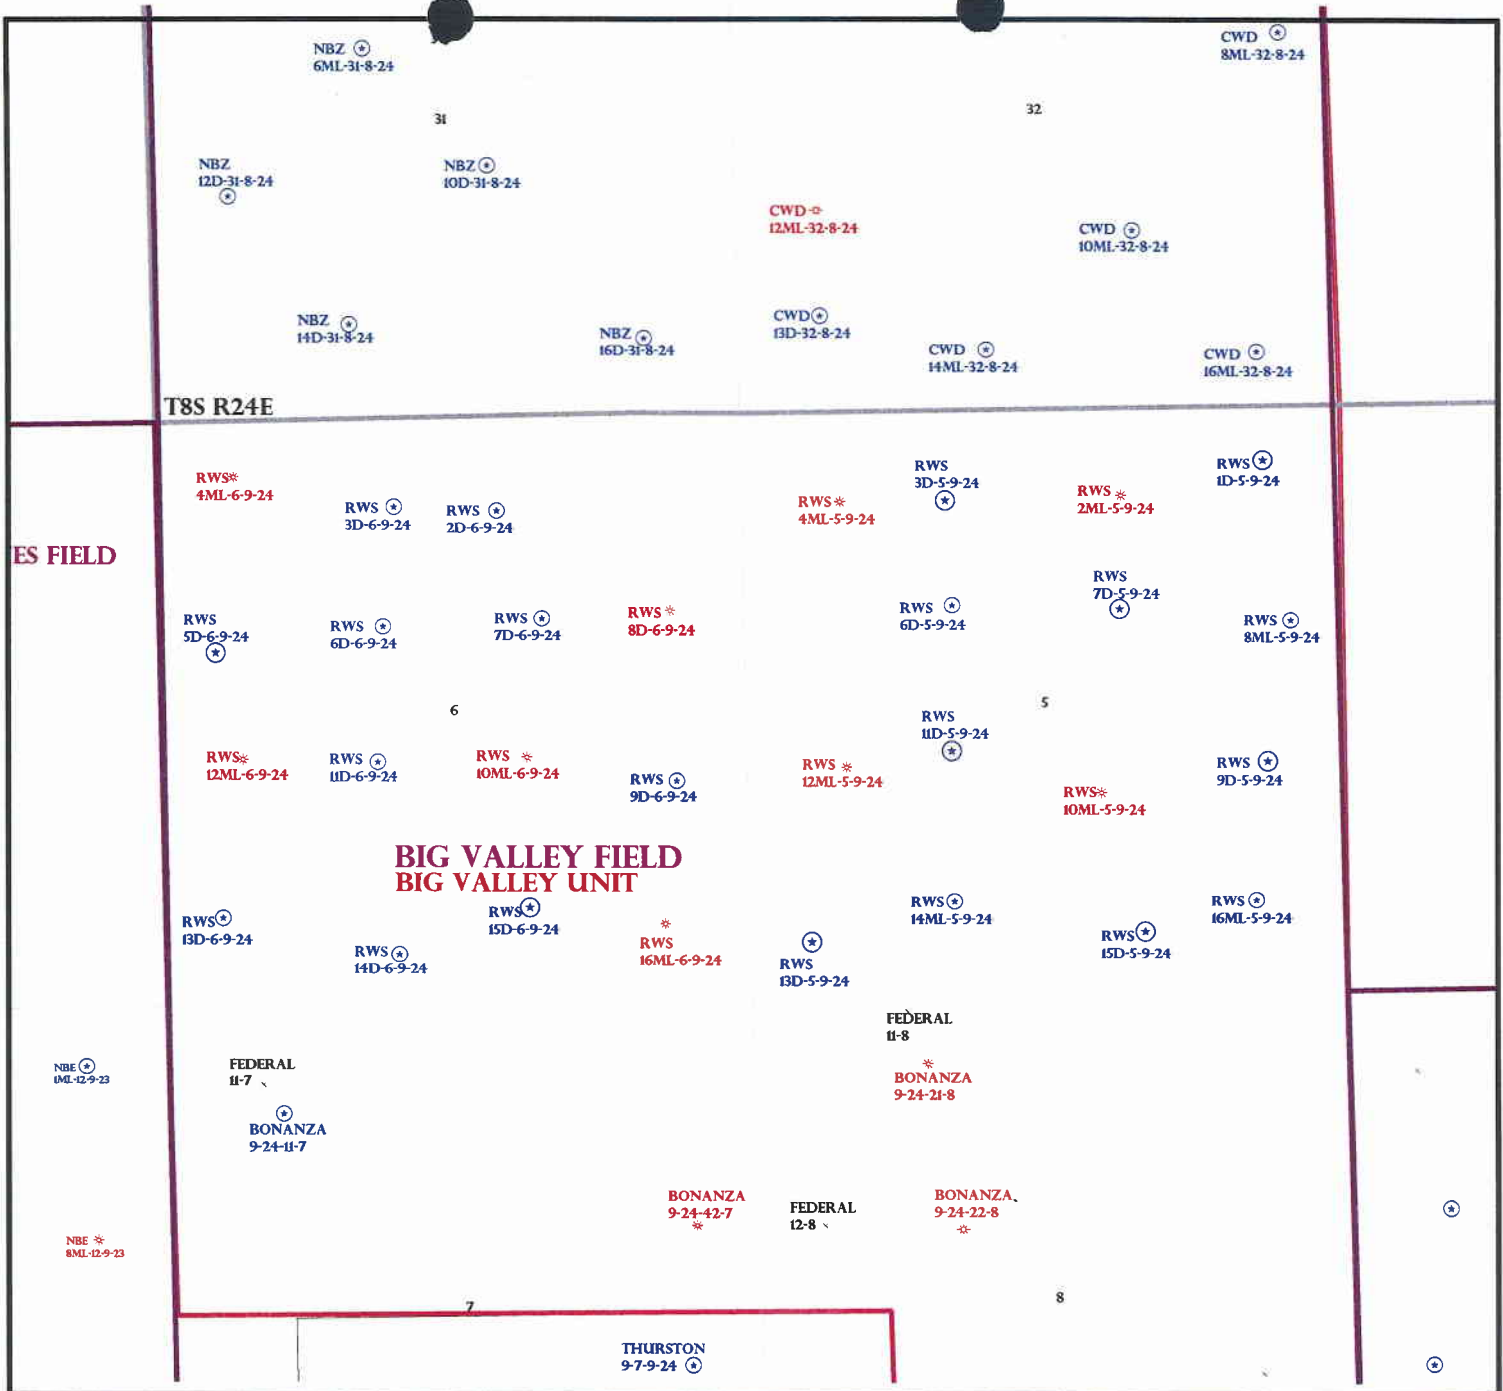 NBZ
6ML-31-8-24
CWD
8ML-32-8-24
31
32
NBZ
12D-31-8-24
NBZ
10D-31-8-24
CWD
12ML-32-8-24
CWD
10ML-32-8-24
NBZ
14D-31-8-24
NBZ
16D-31-8-24
CWD
13D-32-8-24
CWD
14ML-32-8-24
CWD
16ML-32-8-24
T8S R24E
RWS
4ML-6-9-24
RWS
3D-6-9-24
RWS
2D-6-9-24
RWS
4ML-5-9-24
RWS
3D-5-9-24
RWS
2ML-5-9-24
RWS
1D-5-9-24
ES FIELD
RWS
5D-6-9-24
RWS
6D-6-9-24
RWS
7D-6-9-24
RWS
8D-6-9-24
RWS
6D-5-9-24
RWS
7D-5-9-24
RWS
8ML-5-9-24
6
5
RWS
12ML-6-9-24
RWS
11D-6-9-24
RWS
10ML-6-9-24
RWS
9D-6-9-24
RWS
12ML-5-9-24
RWS
11D-5-9-24
RWS
10ML-5-9-24
RWS
9D-5-9-24
BIG VALLEY FIELD
BIG VALLEY UNIT
RWS
13D-6-9-24
RWS
14D-6-9-24
RWS
15D-6-9-24
RWS
16ML-6-9-24
RWS
13D-5-9-24
RWS
14ML-5-9-24
RWS
15D-5-9-24
RWS
16ML-5-9-24
FEDERAL
11-8
NBE
1ML-12-9-23
FEDERAL
11-7
BONANZA
9-24-21-8
BONANZA
9-24-11-7
BONANZA
9-24-42-7
FEDERAL
12-8
BONANZA
9-24-22-8
NBE
8ML-12-9-23
7
8
THURSTON
9-7-9-24